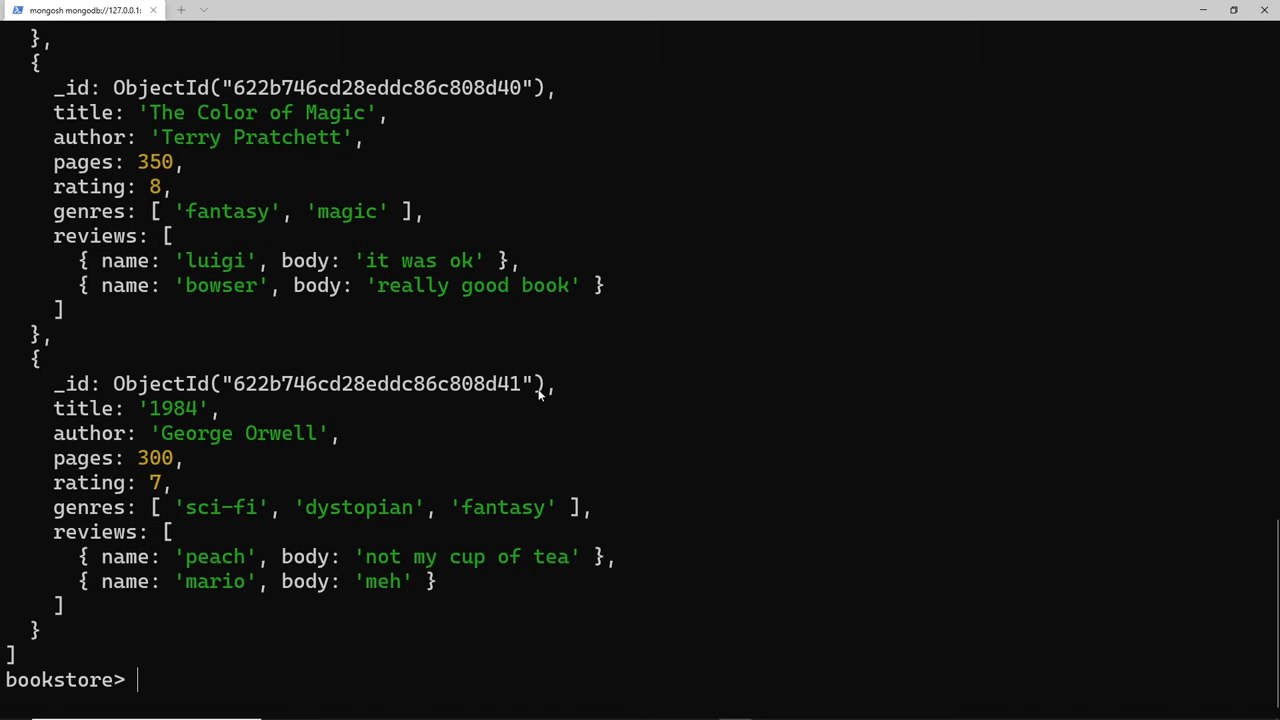 mongosh mongodb://127.0.0.1:
},
{
_id: ObjectId("622b746cd28eddc86c808d40"),
title: 'The Color of Magic',
author: 'Terry Pratchett',
pages: 350,
rating: 8,
genres: [ 'fantasy', 'magic' ],
reviews: [
{ name: 'luigi', body: 'it was ok' },
{ name: 'bowser', body: 'really good book' }
]
},
{
_id: ObjectId("622b746cd28eddc86c808d41"),
title: '1984',
author: 'George Orwell',
pages: 300,
rating: 7,
genres: [ 'sci-fi', 'dystopian', 'fantasy' ],
reviews: [
{ name: 'peach', body: 'not my cup of tea' },
{ name: 'mario', body: 'meh' }
]
}
]
bookstore>